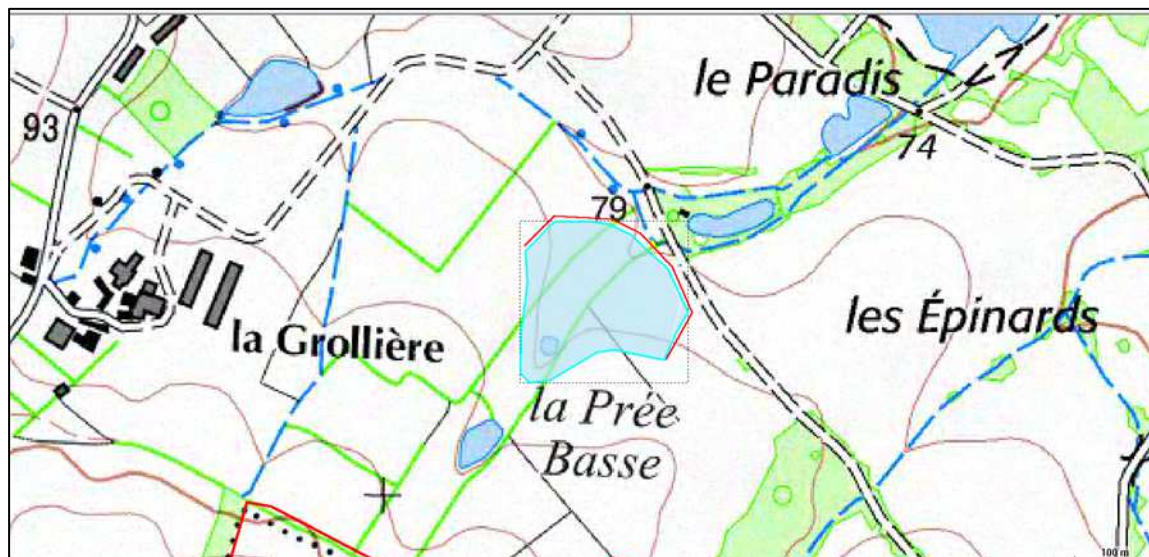 le Paradis
93
74
79
les Épinards
la Grollière
la Prée
Basse
100 m